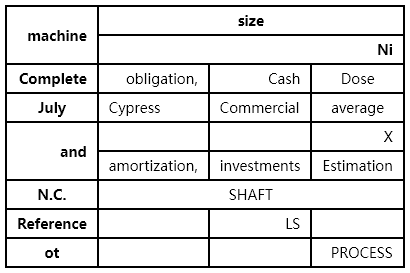 machine size
Ni
Complete obligation, Cash Dose
July Cypress Commercial average
and X
amortization, investments Estimation
N.C. SHAFT
Reference LS
ot PROCESS